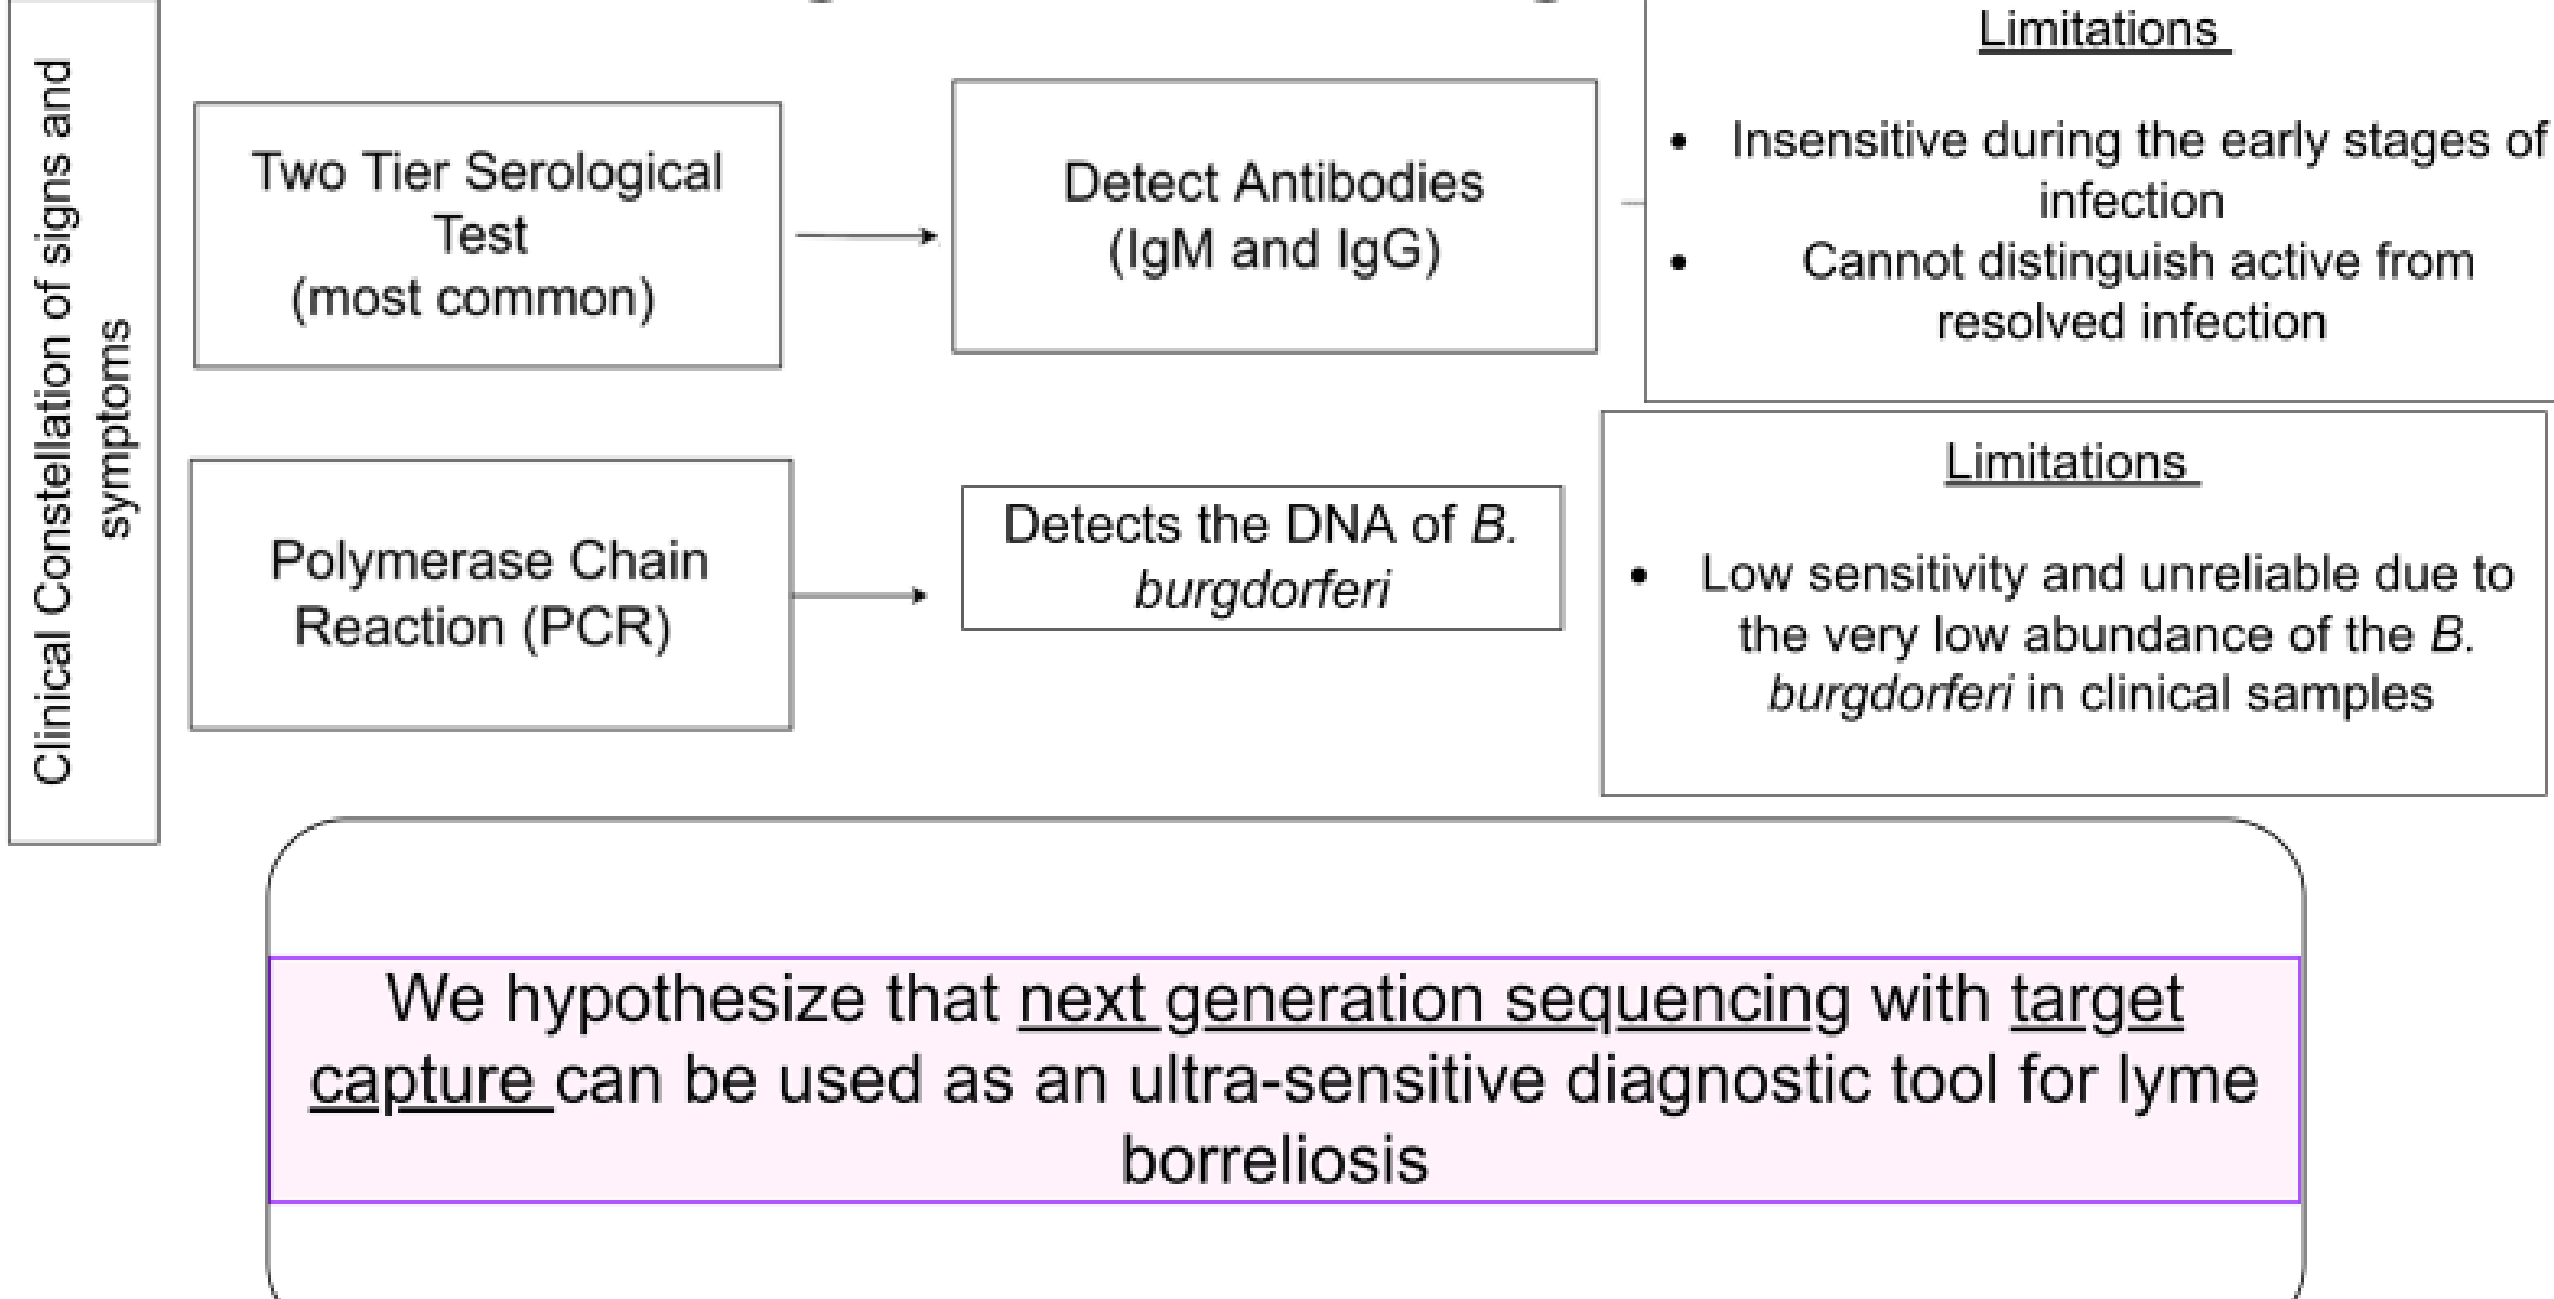 Clinical Constellation of signs and
symptoms
Two Tier Serological
Test
(most common)
Detect Antibodies
(IgM and IgG)
Limitations
• Insensitive during the early stages of
infection
• Cannot distinguish active from
resolved infection
Polymerase Chain
Reaction (PCR)
Detects the DNA of B.
burgdorferi
Limitations
• Low sensitivity and unreliable due to
the very low abundance of the B.
burgdorferi in clinical samples
We hypothesize that next generation sequencing with target
capture can be used as an ultra-sensitive diagnostic tool for lyme
borreliosis